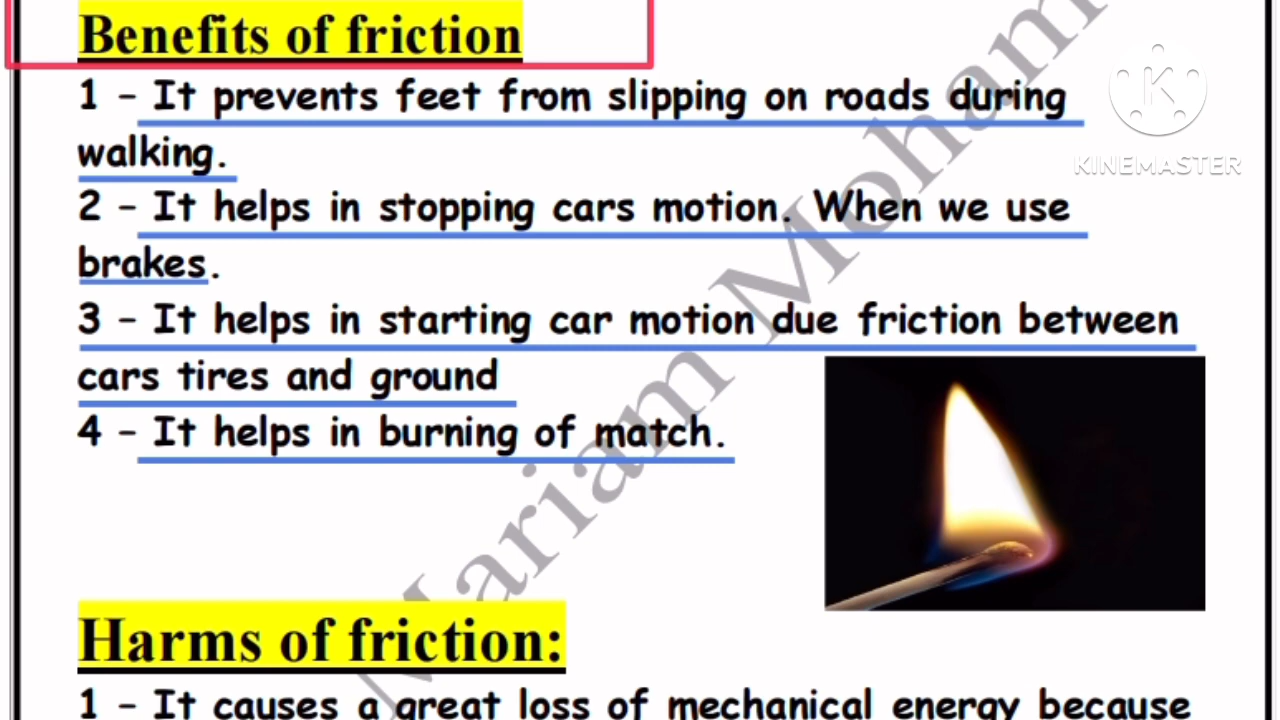 Benefits of friction
1 – It prevents feet from slipping on roads during
walking.
2 – It helps in stopping cars motion. When we use
brakes.
3 – It helps in starting car motion due friction between
cars tires and ground
4 – It helps in burning of match.
Harms of friction:
1 – It causes a great loss of mechanical energy because
Mariam Moham
KINEMASTER